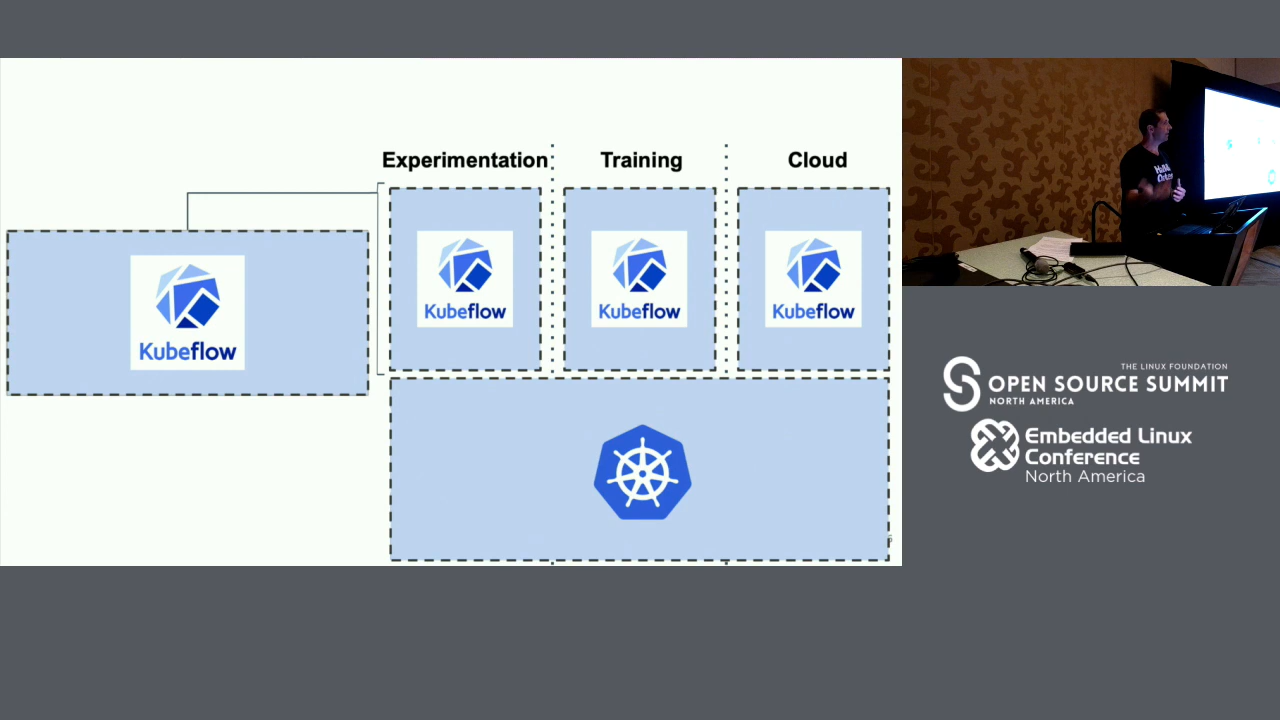 Experimentation
Training
Cloud
Kubeflow
Kubeflow
Kubeflow
Kubeflow
THE LINUX FOUNDATION
OPEN SOURCE SUMMIT
NORTH AMERICA
Embedded Linux
Conference
North America